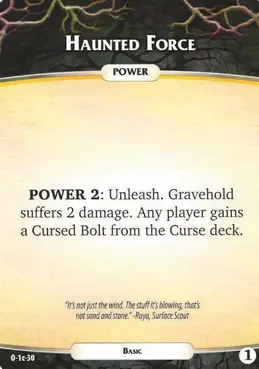 HAUNTED FORCE
POWER
POWER 2: Unleash. Gravehold
suffers 2 damage. Any player gains
a Cursed Bolt from the Curse deck.
"It's not just the wind. The stuff it's blowing, that's
not sand and stone." -Raya, Surface Scout
0-1c-30
BASIC
1